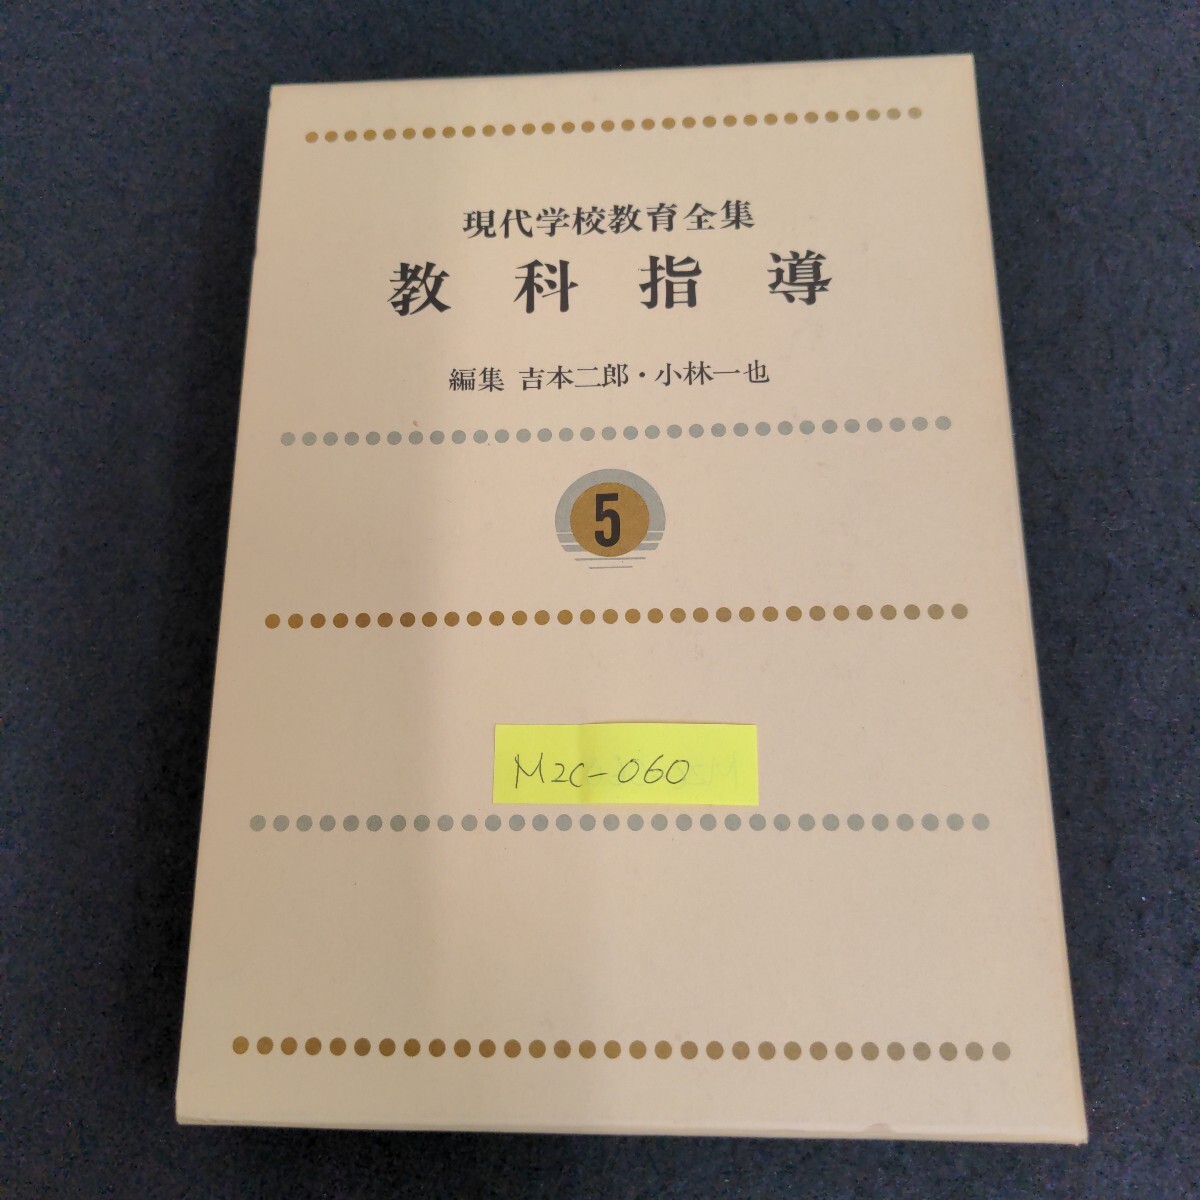 現代学校教育全集
教科指導
編集 吉本二郎・小林一也
5
M2C-060